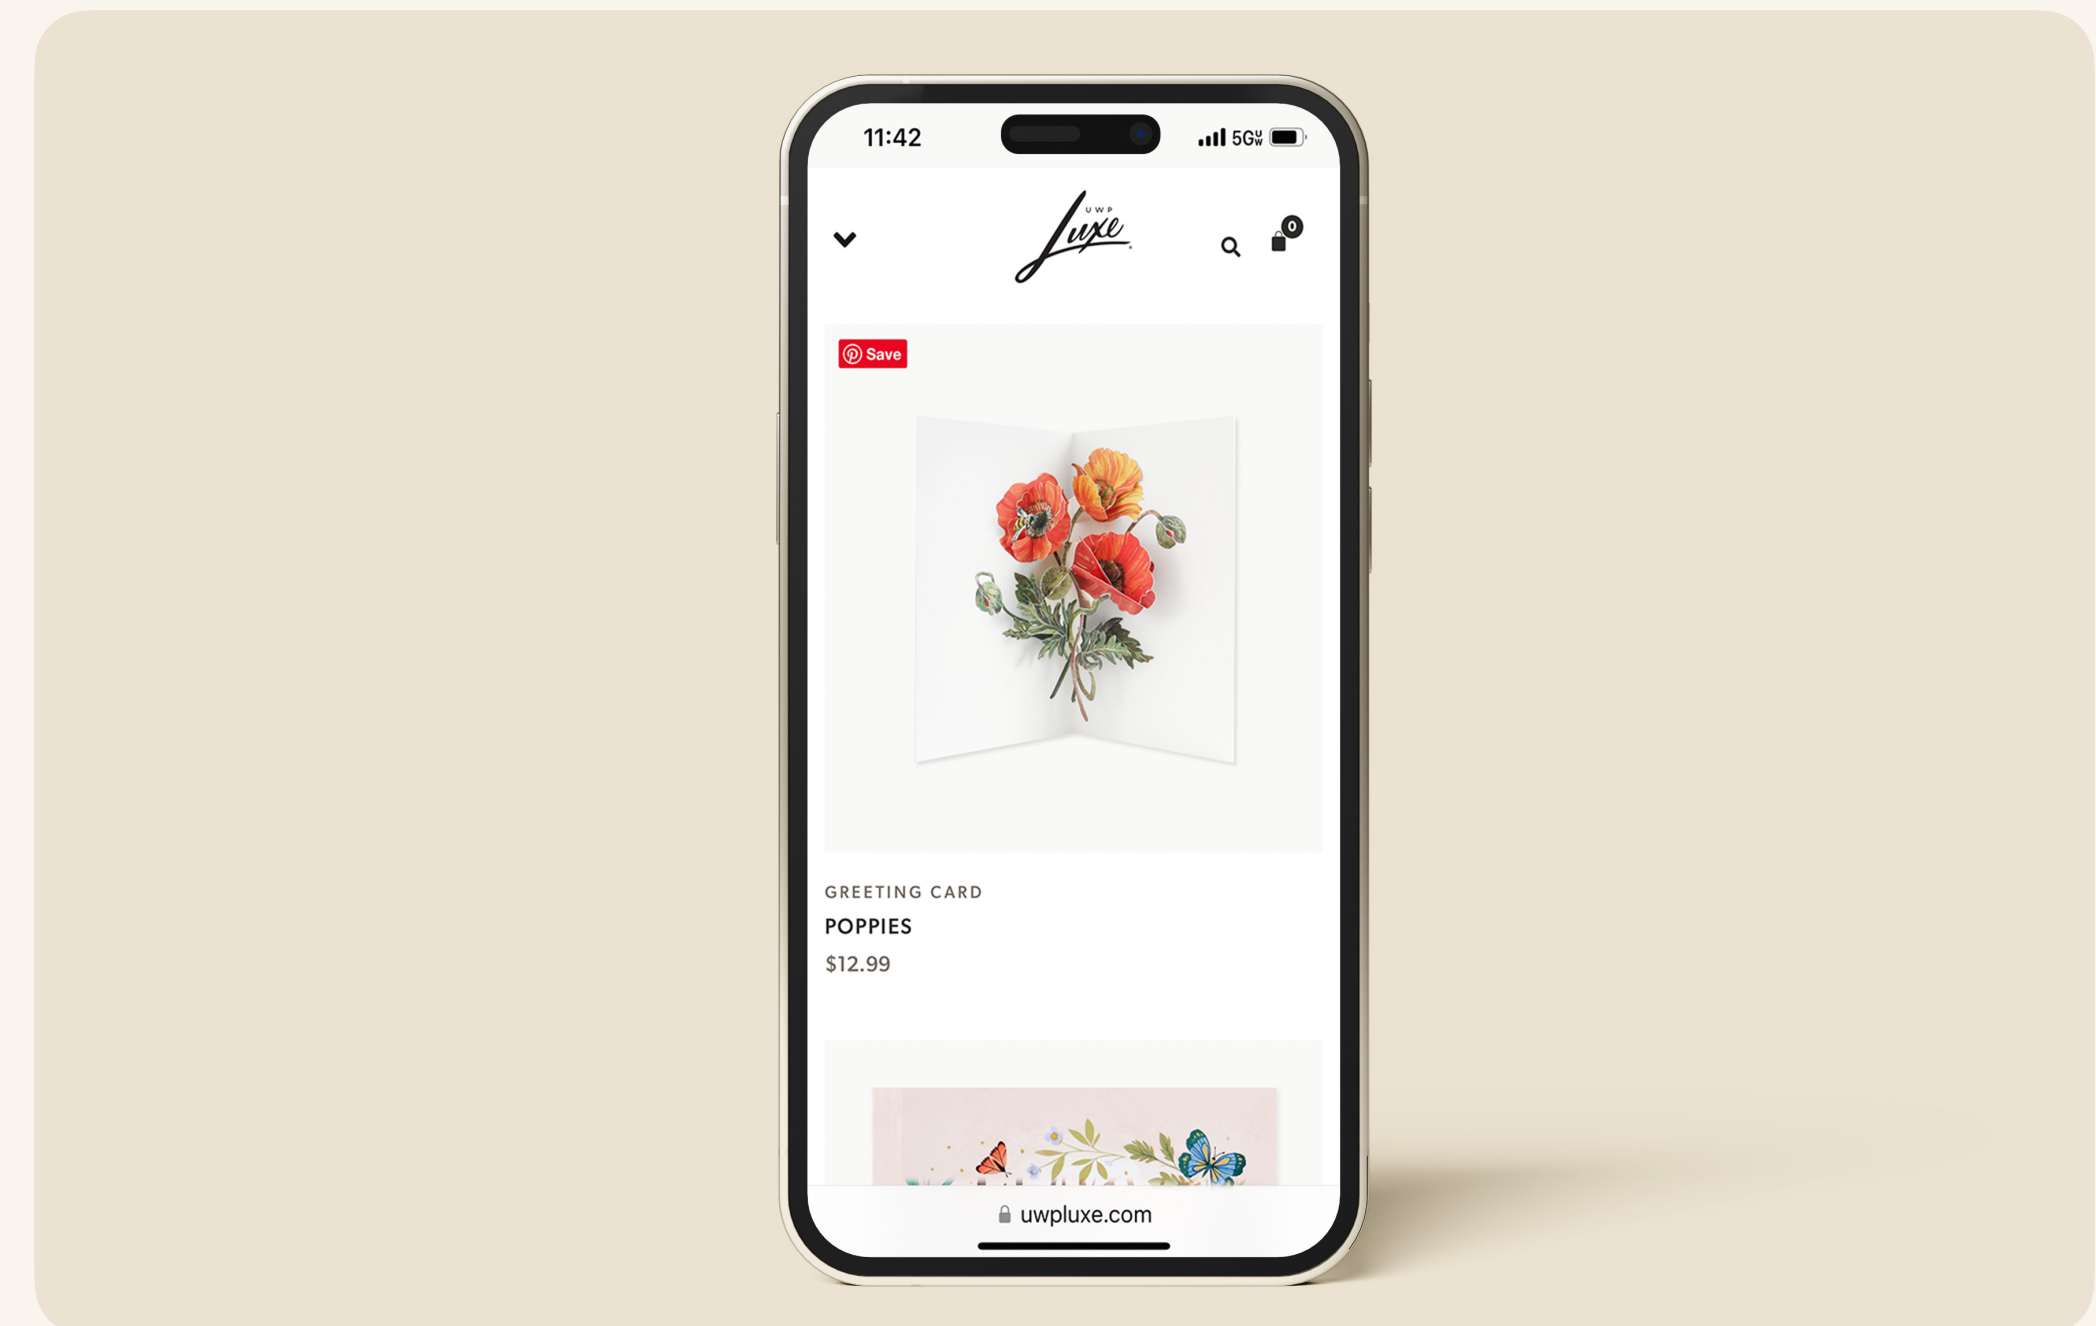 11:42
5G UW
UWP
Luxe
0
Save
GREETING CARD
POPPIES
$12.99
uwpluxe.com